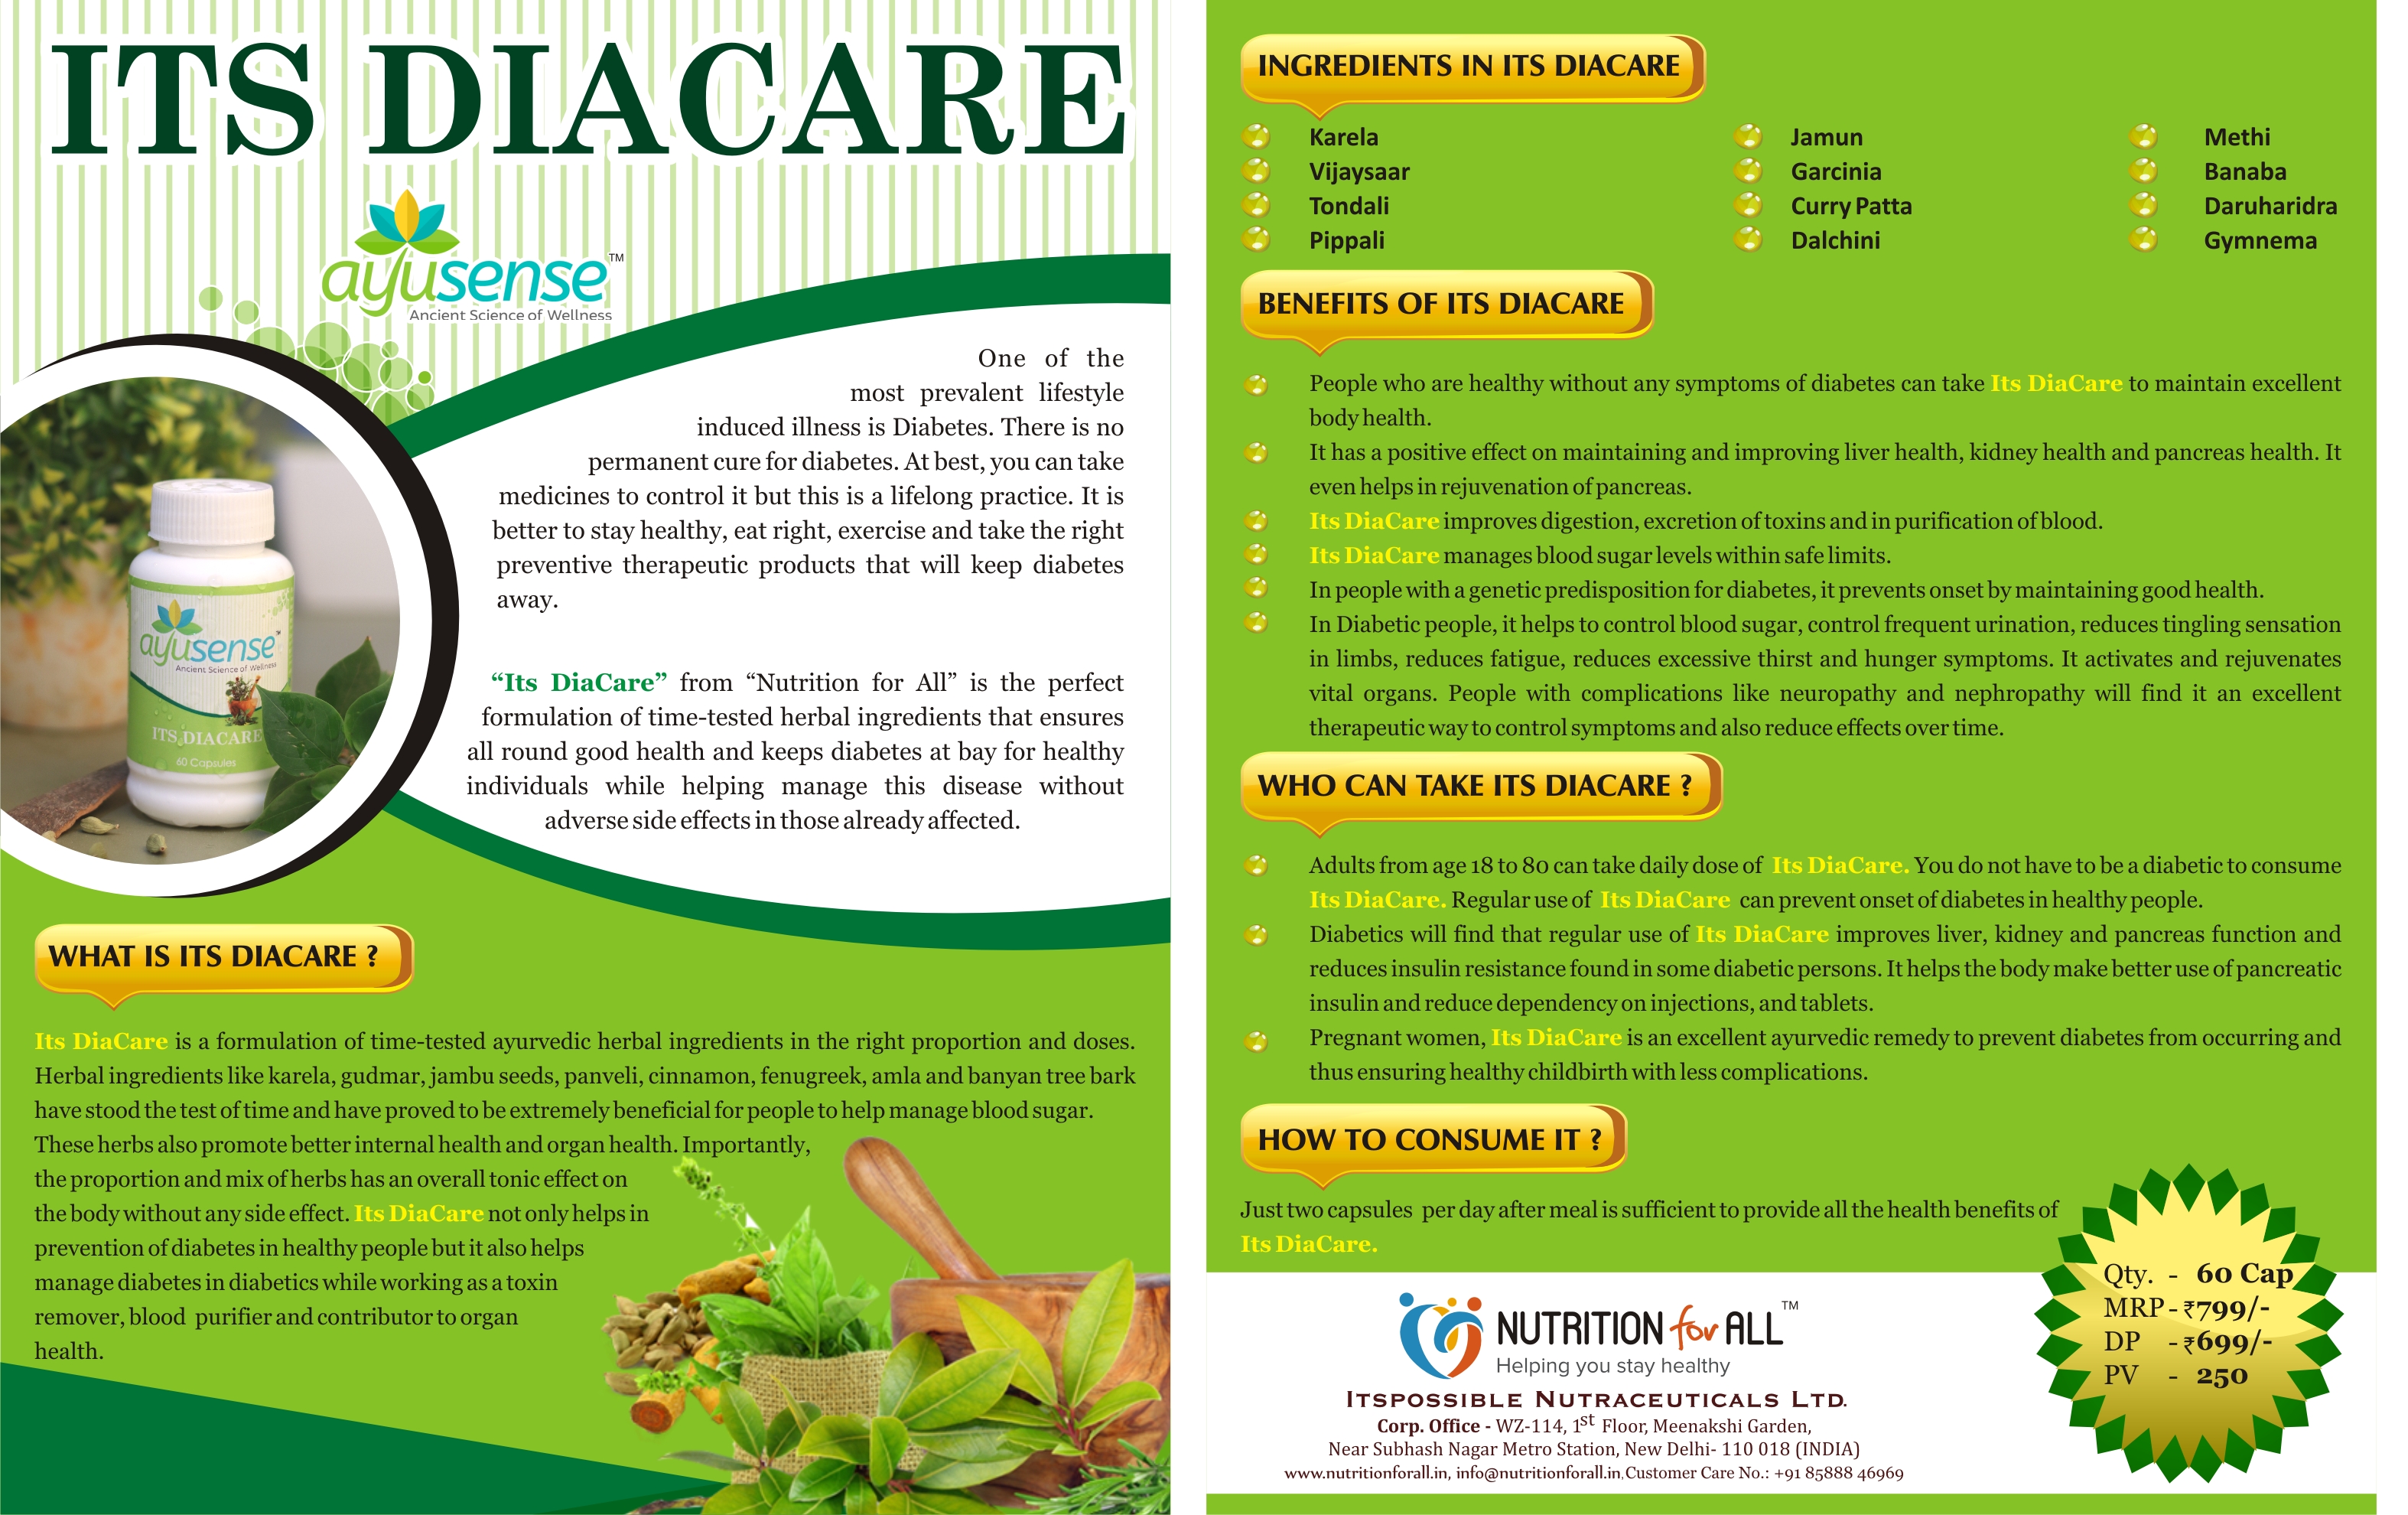 ITS DIACARE
ayusense™
Ancient Science of Wellness
One of the
most prevalent lifestyle
induced illness is Diabetes. There is no
permanent cure for diabetes. At best, you can take
medicines to control it but this is a lifelong practice. It is
better to stay healthy, eat right, exercise and take the right
preventive therapeutic products that will keep diabetes
away.
“Its DiaCare” from “Nutrition for All” is the perfect
formulation of time-tested herbal ingredients that ensures
all round good health and keeps diabetes at bay for healthy
individuals while helping manage this disease without
adverse side effects in those already affected.
ayusense
Ancient Science of Wellness
ITS DIACARE
60 Capsules
WHAT IS ITS DIACARE ?
Its DiaCare is a formulation of time-tested ayurvedic herbal ingredients in the right proportion and doses.
Herbal ingredients like karela, gudmar, jambu seeds, panveli, cinnamon, fenugreek, amla and banyan tree bark
have stood the test of time and have proved to be extremely beneficial for people to help manage blood sugar.
These herbs also promote better internal health and organ health. Importantly,
the proportion and mix of herbs has an overall tonic effect on
the body without any side effect. Its DiaCare not only helps in
prevention of diabetes in healthy people but it also helps
manage diabetes in diabetics while working as a toxin
remover, blood purifier and contributor to organ
health.
INGREDIENTS IN ITS DIACARE
Karela Jamun Methi
Vijaysaar Garcinia Banaba
Tondali Curry Patta Daruharidra
Pippali Dalchini Gymnema
BENEFITS OF ITS DIACARE
People who are healthy without any symptoms of diabetes can take Its DiaCare to maintain excellent
body health.
It has a positive effect on maintaining and improving liver health, kidney health and pancreas health. It
even helps in rejuvenation of pancreas.
Its DiaCare improves digestion, excretion of toxins and in purification of blood.
Its DiaCare manages blood sugar levels within safe limits.
In people with a genetic predisposition for diabetes, it prevents onset by maintaining good health.
In Diabetic people, it helps to control blood sugar, control frequent urination, reduces tingling sensation
in limbs, reduces fatigue, reduces excessive thirst and hunger symptoms. It activates and rejuvenates
vital organs. People with complications like neuropathy and nephropathy will find it an excellent
therapeutic way to control symptoms and also reduce effects over time.
WHO CAN TAKE ITS DIACARE ?
Adults from age 18 to 80 can take daily dose of Its DiaCare. You do not have to be a diabetic to consume
Its DiaCare. Regular use of Its DiaCare can prevent onset of diabetes in healthy people.
Diabetics will find that regular use of Its DiaCare improves liver, kidney and pancreas function and
reduces insulin resistance found in some diabetic persons. It helps the body make better use of pancreatic
insulin and reduce dependency on injections, and tablets.
Pregnant women, Its DiaCare is an excellent ayurvedic remedy to prevent diabetes from occurring and
thus ensuring healthy childbirth with less complications.
HOW TO CONSUME IT ?
Just two capsules per day after meal is sufficient to provide all the health benefits of
Its DiaCare.
Qty. - 60 Cap
MRP - ₹799/-
DP - ₹699/-
PV - 250
NUTRITION for ALL™
Helping you stay healthy
ITSPOSSIBLE NUTRACEUTICALS LTD.
Corp. Office - WZ-114, 1st Floor, Meenakshi Garden,
Near Subhash Nagar Metro Station, New Delhi- 110 018 (INDIA)
www.nutritionforall.in, info@nutritionforall.in,Customer Care No.: +91 85888 46969